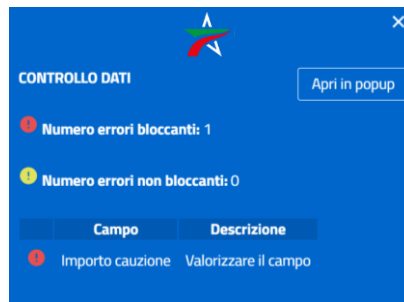 CONTROLLO DATI
Apri in popup
Numero errori bloccanti: 1
Numero errori non bloccanti: 0
Campo Descrizione
Importo cauzione Valorizzare il campo